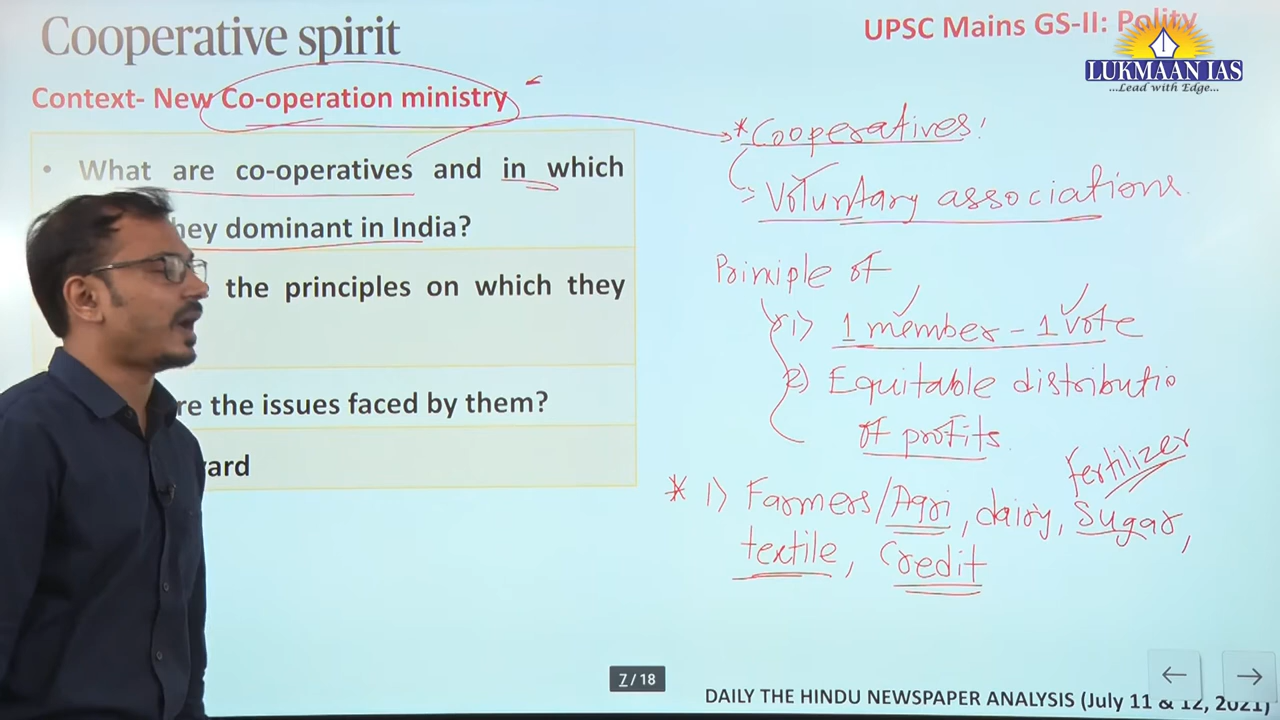 Cooperative spirit
UPSC Mains GS-II: Polity
LUKMAAN IAS
...Lead with Edge...
Context- New Co-operation ministry
• What are co-operatives and in which
hey dominant in India?
the principles on which they
re the issues faced by them?
ward
* Cooperatives!
Voluntary associations.
Principle of
1) 1 member - 1 vote
2) Equitable distributio
of profits.
fertilizer
* 1) Farmers/Agri, dairy, Sugar,
textile, Credit
7 / 18
DAILY THE HINDU NEWSPAPER ANALYSIS (July 11 & 12, 2021)